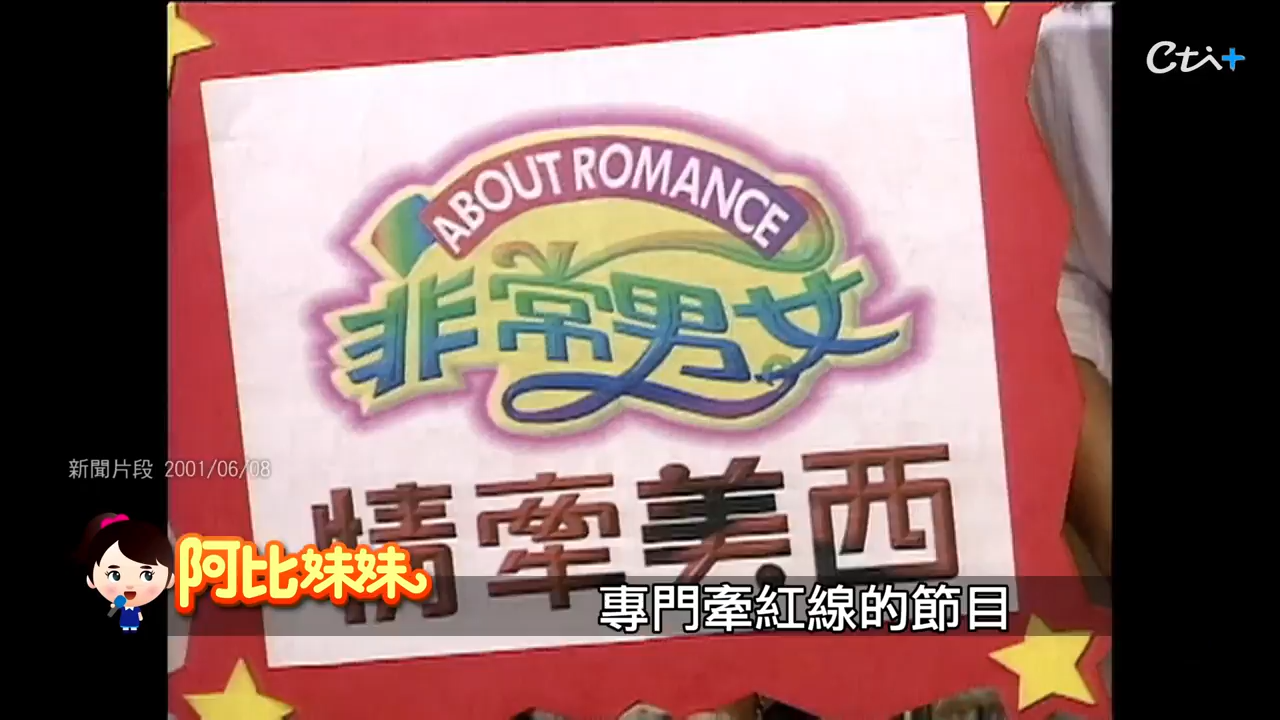 Cti+
ABOUT ROMANCE
非常男女
情牽美西
新聞片段 2001/06/08
阿比妹妹
專門牽紅線的節目